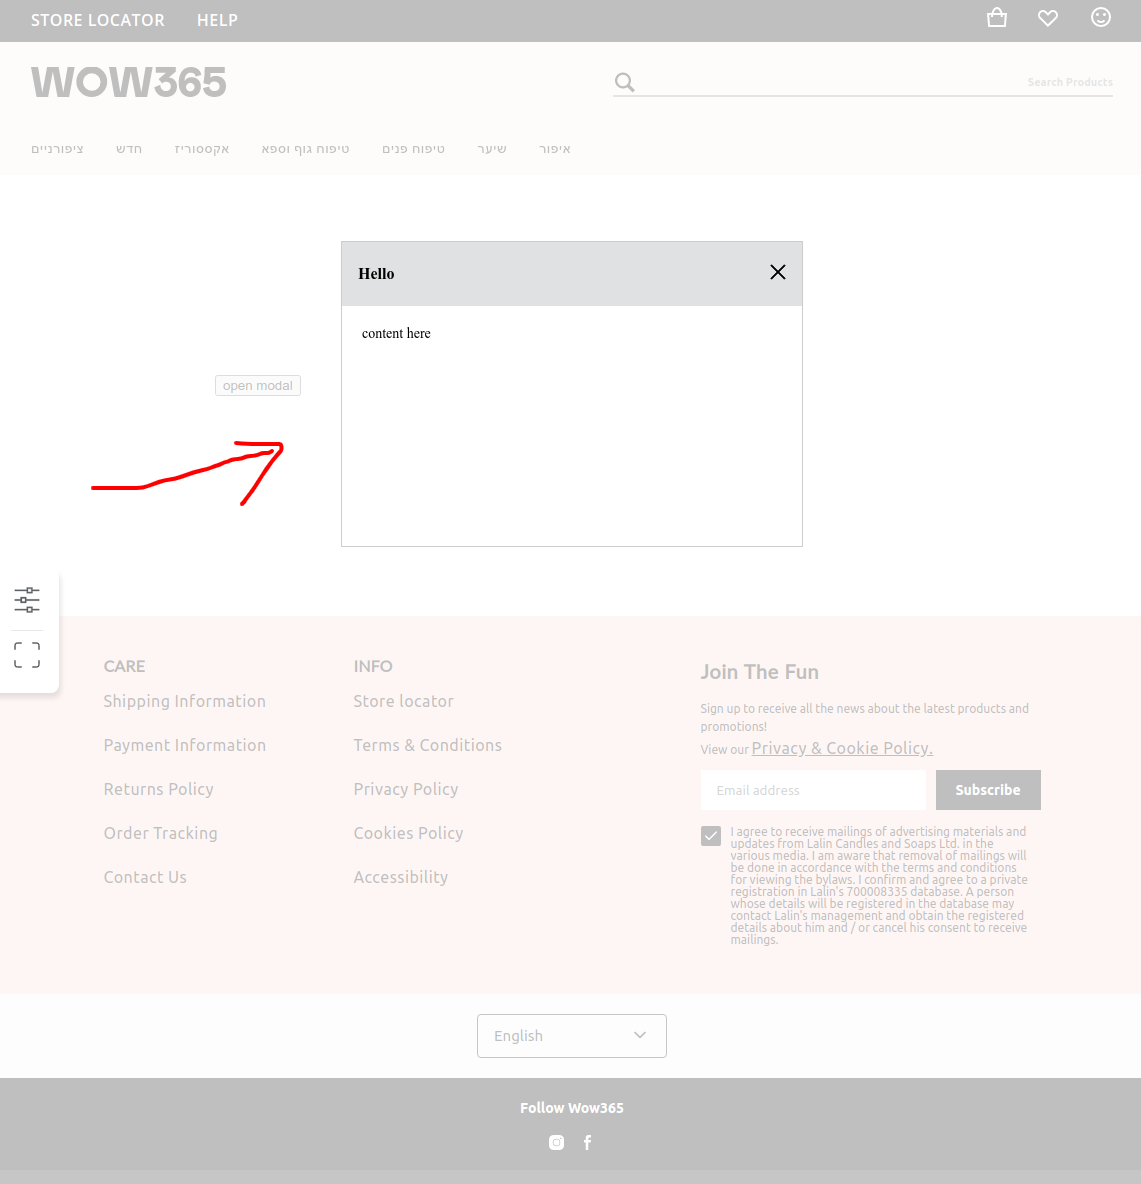 STORE LOCATOR HELP
WOW365
Search Products
ציפורניים חדש אקססוריז טיפוח גוף וספא טיפוח פנים שיער איפור
Hello
content here
open modal
CARE
Shipping Information
Payment Information
Returns Policy
Order Tracking
Contact Us
INFO
Store locator
Terms & Conditions
Privacy Policy
Cookies Policy
Accessibility
Join The Fun
Sign up to receive all the news about the latest products and
promotions!
View our Privacy & Cookie Policy.
Email address Subscribe
I agree to receive mailings of advertising materials and
updates from Lalin Candles and Soaps Ltd. in the
various media. I am aware that removal of mailings will
be done in accordance with the terms and conditions
for viewing the bylaws. I confirm and agree to a private
registration in Lalin's 700008335 database. A person
whose details will be registered in the database may
contact Lalin's management and obtain the registered
details about him and / or cancel his consent to receive
mailings.
English
Follow Wow365